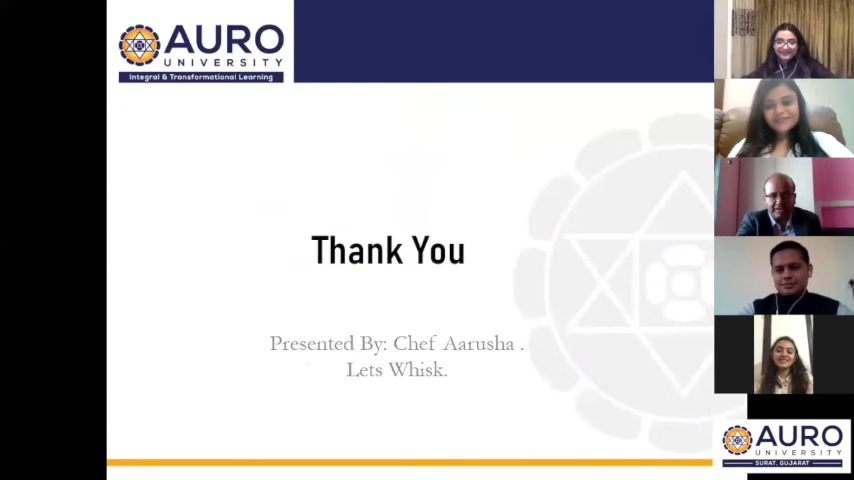 AURO
UNIVERSITY
Integral & Transformational Learning
Thank You
Presented By: Chef Aarusha .
Lets Whisk.
AURO
UNIVERSITY
SURAT. GUJARAT